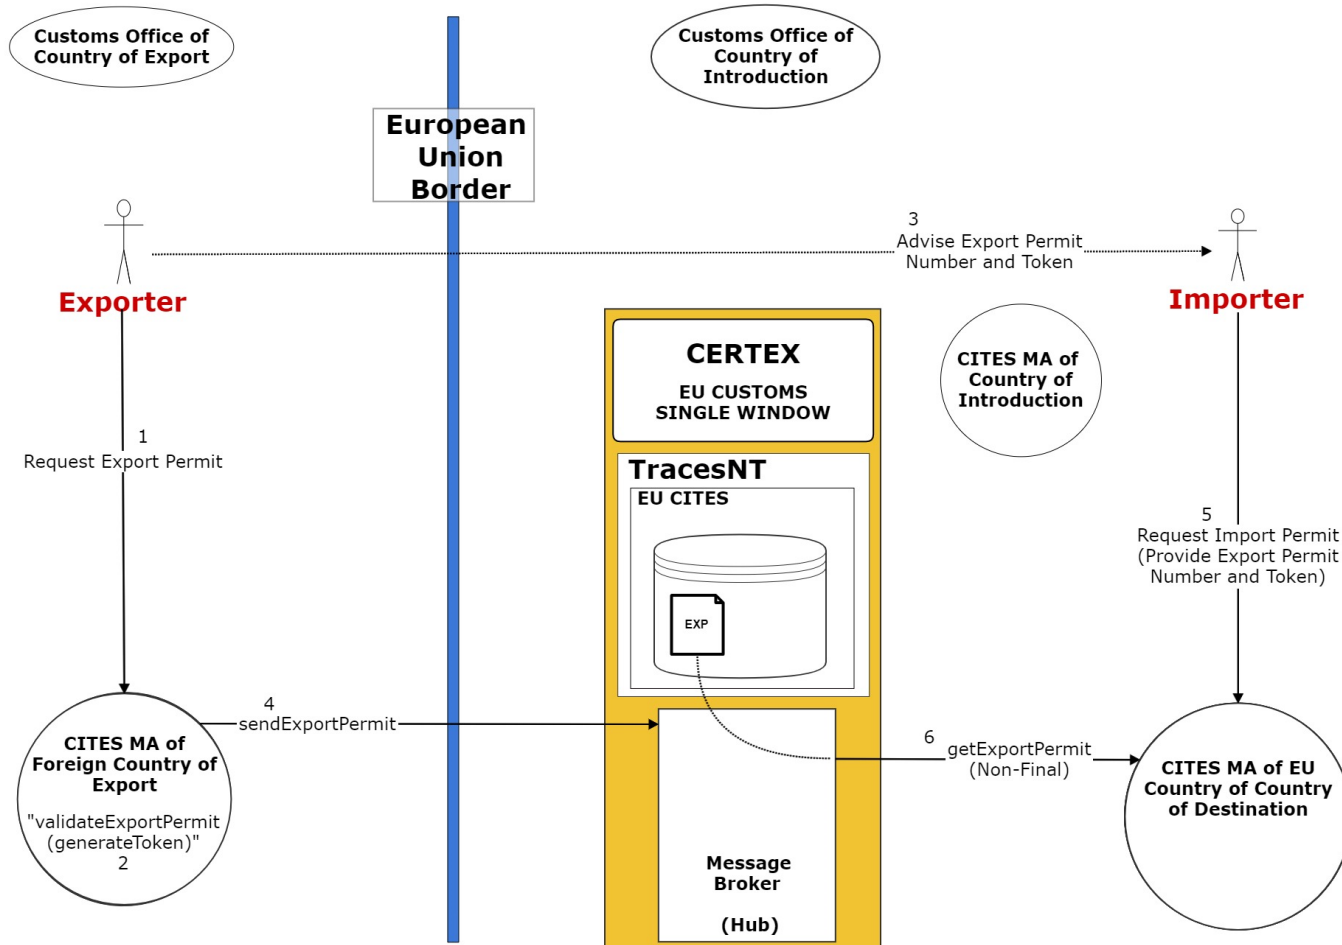 Customs Office of
Country of Export
Customs Office of
Country of
Introduction
European
Union
Border
3
Advise Export Permit
Number and Token
Exporter
Importer
CERTEX
EU CUSTOMS
SINGLE WINDOW
CITES MA of
Country of
Introduction
1
Request Export Permit
TracesNT
EU CITES
EXP
5
Request Import Permit
(Provide Export Permit
Number and Token)
4
sendExportPermit
6
getExportPermit
(Non-Final)
CITES MA of
Foreign Country of
Export
"validateExportPermit
(generateToken)"
2
Message
Broker
(Hub)
CITES MA of EU
Country of Country
of Destination